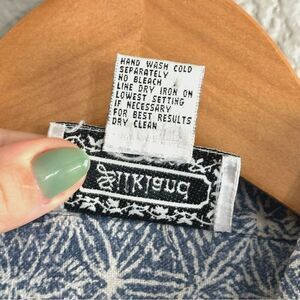 HAND WASH COLD
SEPARATELY
NO BLEACH
LINE DRY IRON ON
LOWEST SETTING
IF NECESSARY
FOR BEST RESULTS
DRY CLEAN
Silkland